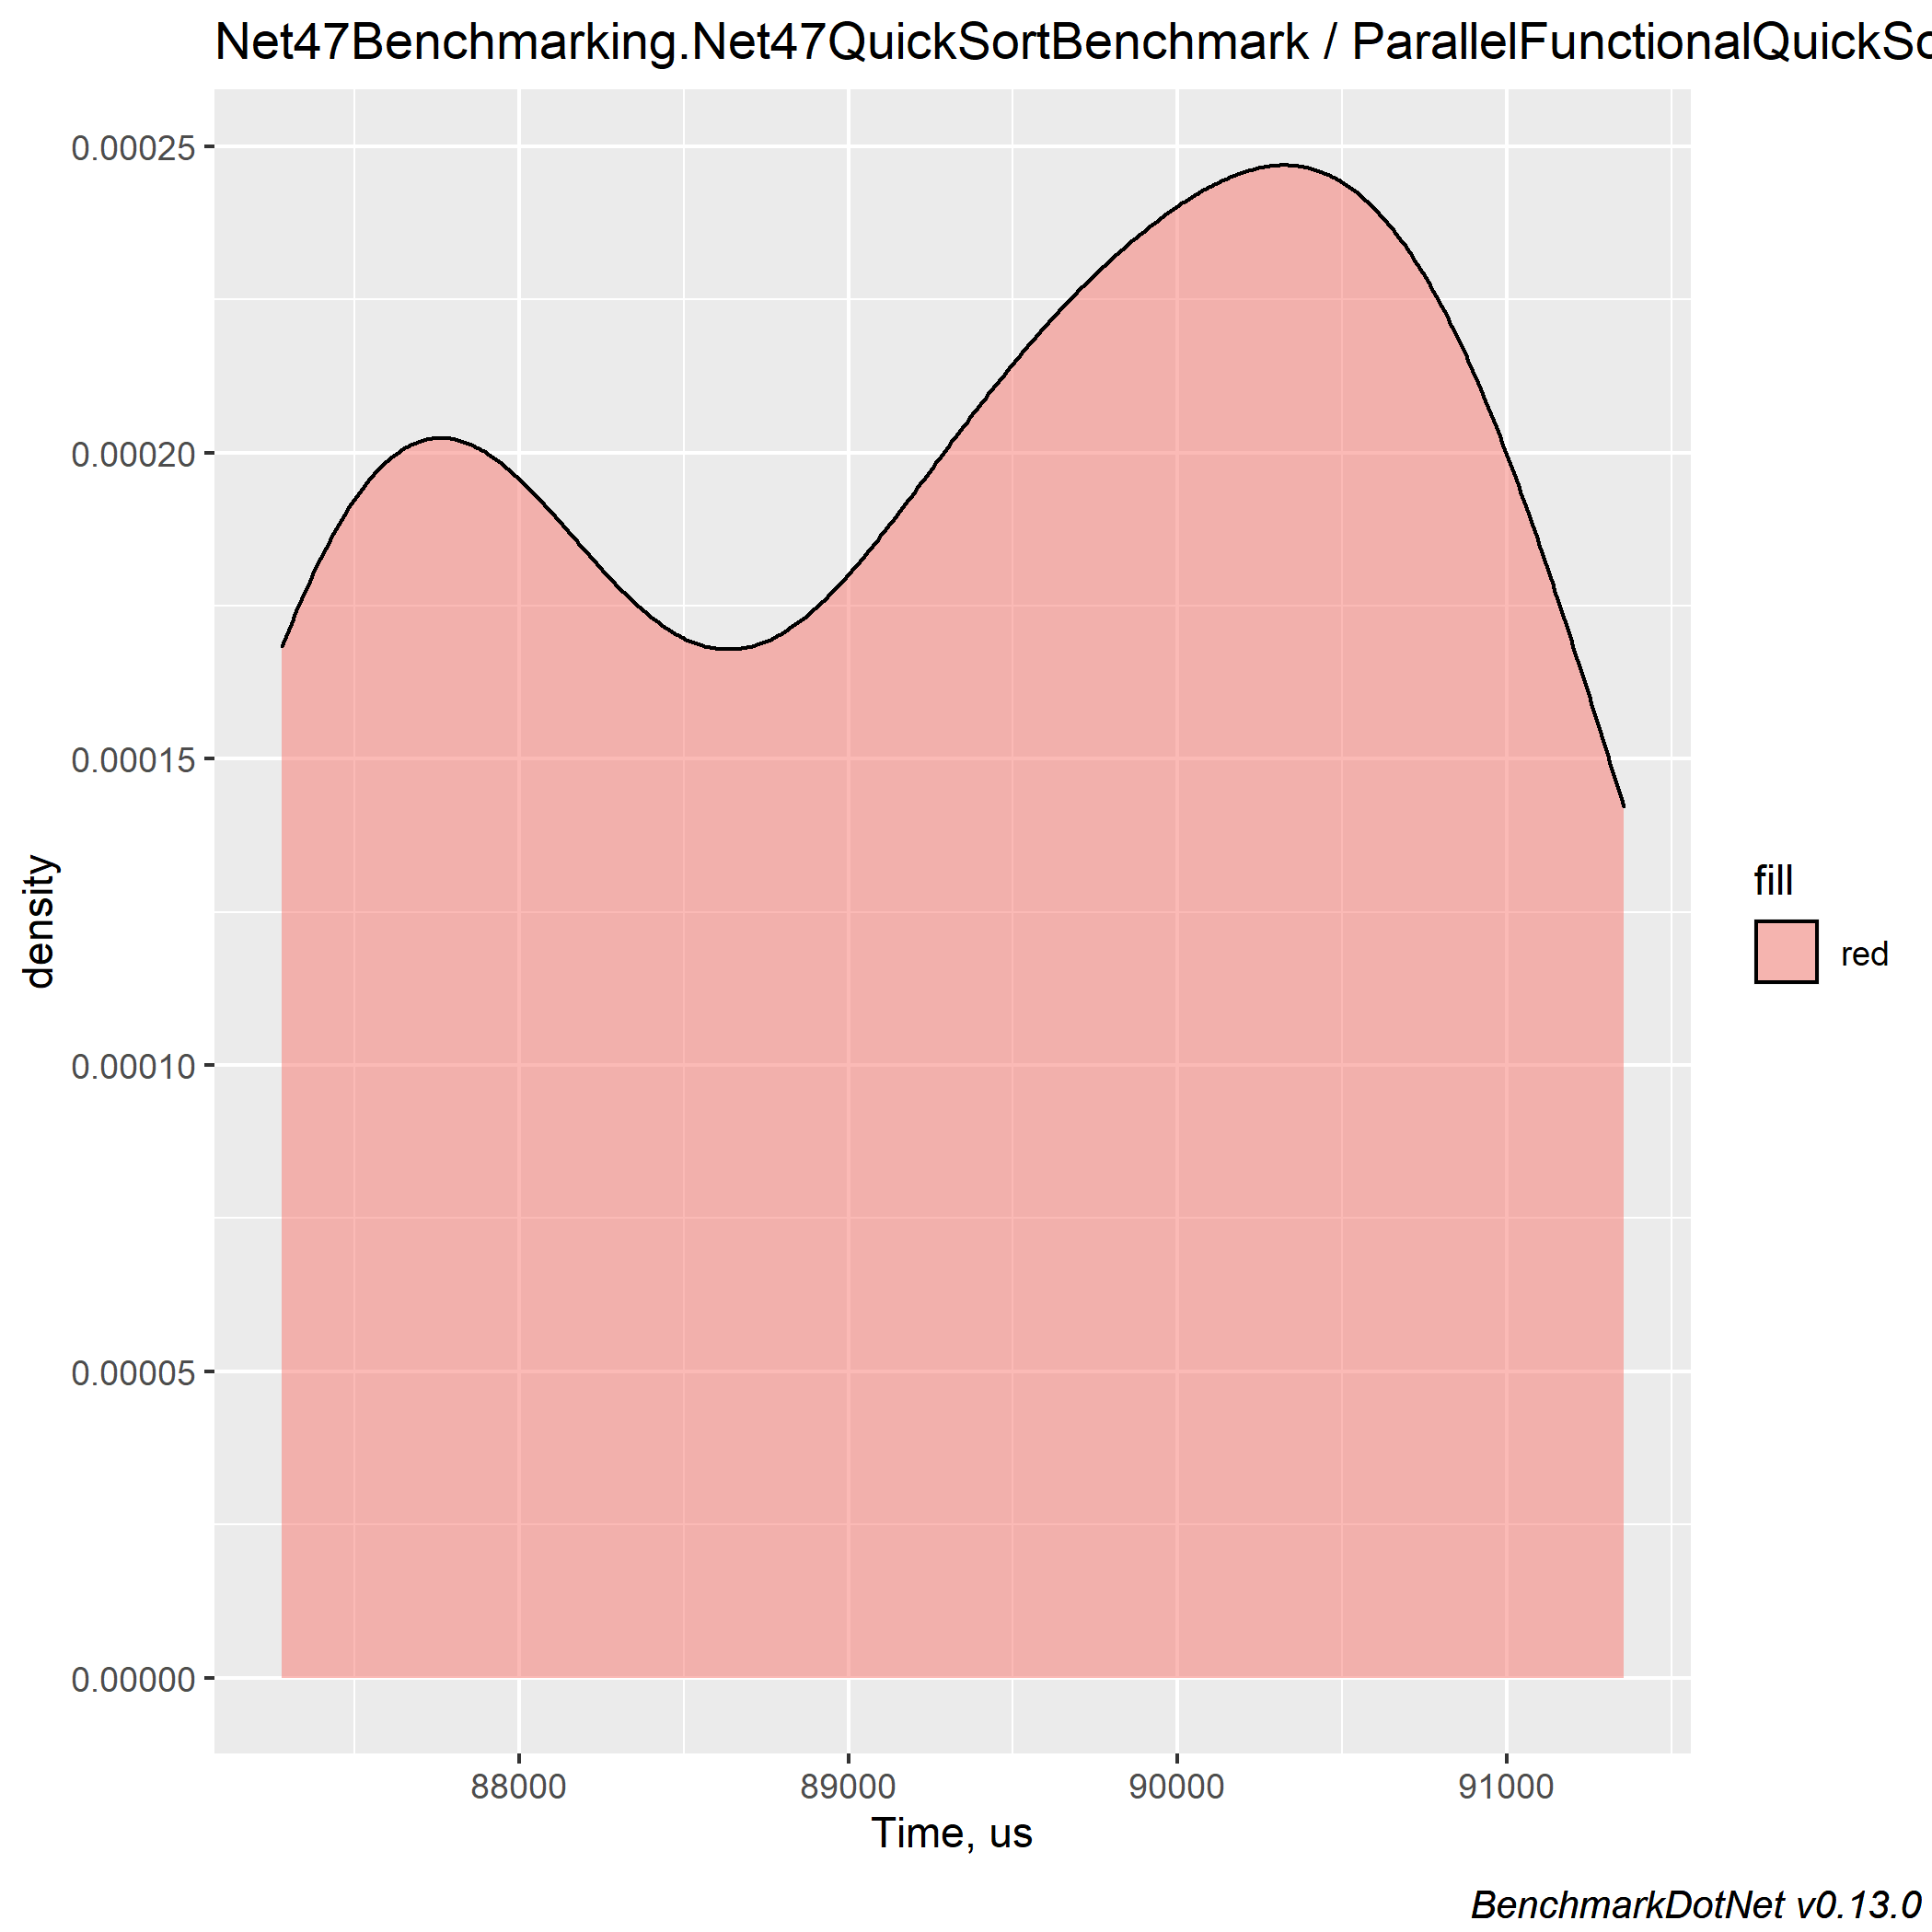 Net47Benchmarking.Net47QuickSortBenchmark / ParallelFunctionalQuickSo
0.00025
0.00020
0.00015
0.00010
0.00005
0.00000
density
88000 89000 90000 91000
Time, us
fill
red
BenchmarkDotNet v0.13.0